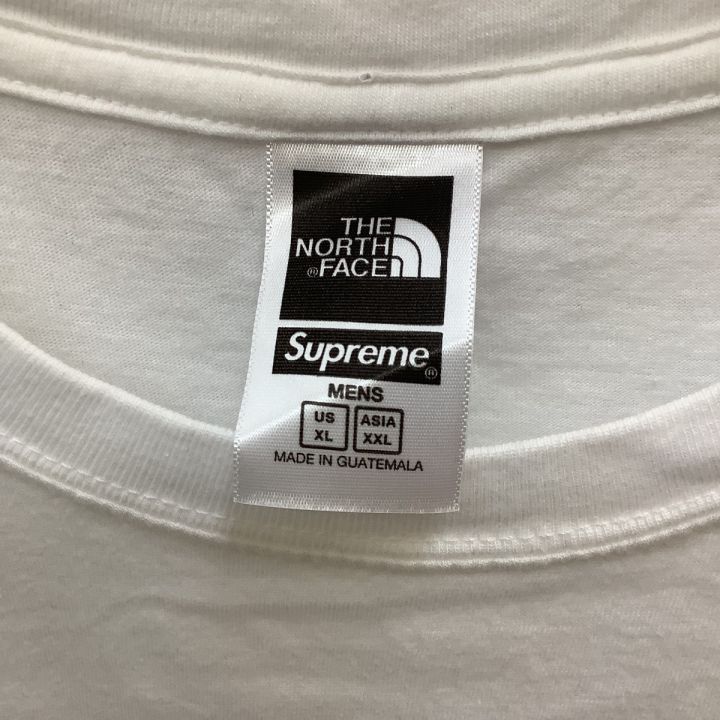 THE
NORTH
® FACE
Supreme ®
MENS
US ASIA
XL XXL
MADE IN GUATEMALA